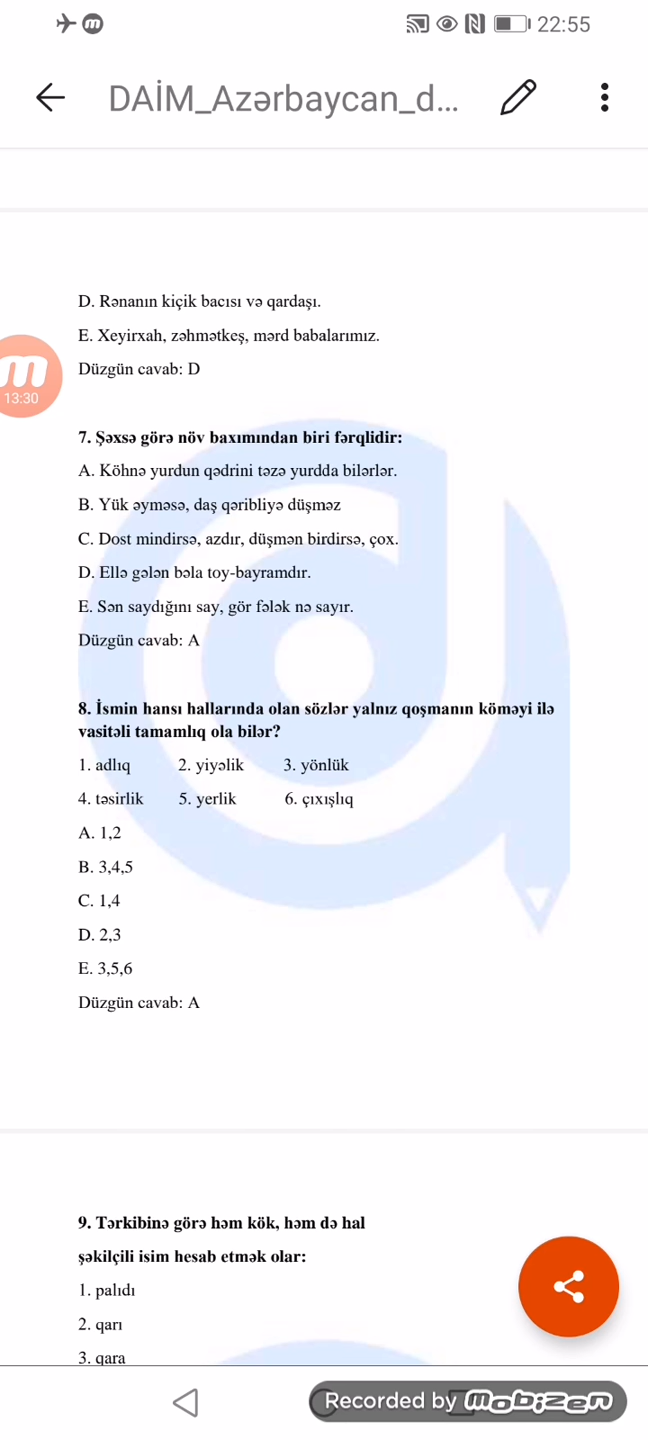 22:55
DAİM_Azərbaycan_d...
D. Rənanın kiçik bacısı və qardaşı.
E. Xeyirxah, zəhmətkeş, mərd babalarımız.
Düzgün cavab: D
m
13:30
7. Şəxsə görə növ baxımından biri fərqlidir:
A. Köhnə yurdun qədrini təzə yurdda bilərlər.
B. Yük əyməsə, daş qəribliyə düşməz
C. Dost mindirsə, azdır, düşmən birdirsə, çox.
D. Ellə gələn bəla toy-bayramdır.
E. Sən saydığını say, gör fələk nə sayır.
Düzgün cavab: A
8. İsmin hansı hallarında olan sözlər yalnız qoşmanın köməyi ilə
vasitəli tamamlıq ola bilər?
1. adlıq 2. yiyəlik 3. yönlük
4. təsirlik 5. yerlik 6. çıxışlıq
A. 1,2
B. 3,4,5
C. 1,4
D. 2,3
E. 3,5,6
Düzgün cavab: A
9. Tərkibinə görə həm kök, həm də hal
şəkilçili isim hesab etmək olar:
1. palıdı
2. qarı
3. qara
Recorded by mobizen